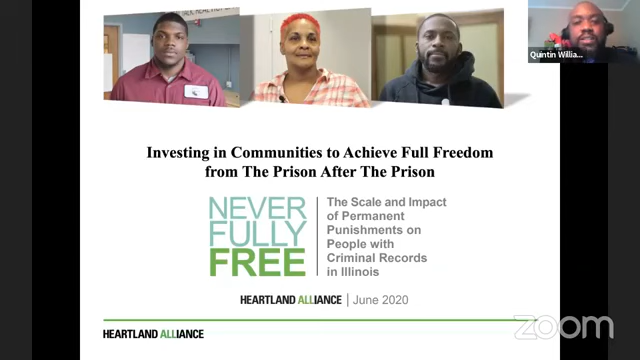 Quintin Willia...
Investing in Communities to Achieve Full Freedom
from The Prison After The Prison
NEVER
FULLY
FREE
The Scale and Impact
of Permanent
Punishments on
People with
Criminal Records
in Illinois
HEARTLAND ALLIANCE | June 2020
HEARTLAND ALLIANCE
zoom